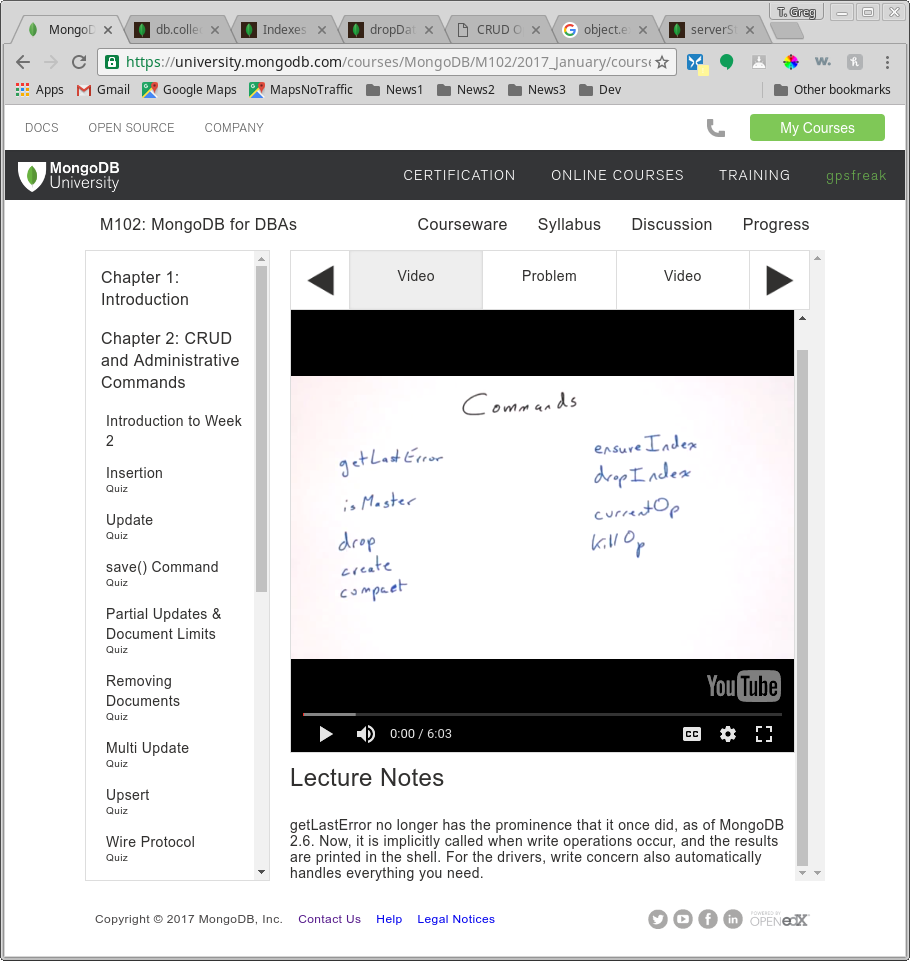 T. Greg
MongoD
db.collec
Indexes
dropDat
CRUD O
object.e
serverSt
https://university.mongodb.com/courses/MongoDB/M102/2017_January/course
Apps
Gmail
Google Maps
MapsNoTraffic
News1
News2
News3
Dev
Other bookmarks
DOCS
OPEN SOURCE
COMPANY
My Courses
MongoDB
University
CERTIFICATION
ONLINE COURSES
TRAINING
gpsfreak
M102: MongoDB for DBAs
Courseware
Syllabus
Discussion
Progress
Chapter 1:
Introduction
Chapter 2: CRUD
and Administrative
Commands
Introduction to Week
2
Insertion
Quiz
Update
Quiz
save() Command
Quiz
Partial Updates &
Document Limits
Quiz
Removing
Documents
Quiz
Multi Update
Quiz
Upsert
Quiz
Wire Protocol
Quiz
Video
Problem
Video
Commands
getLastError
isMaster
drop
create
compact
ensureIndex
dropIndex
currentOp
killOp
YouTube
0:00 / 6:03
CC
Lecture Notes
getLastError no longer has the prominence that it once did, as of MongoDB
2.6. Now, it is implicitly called when write operations occur, and the results
are printed in the shell. For the drivers, write concern also automatically
handles everything you need.
Copyright © 2017 MongoDB, Inc.
Contact Us
Help
Legal Notices
POWERED BY
OPEN edX